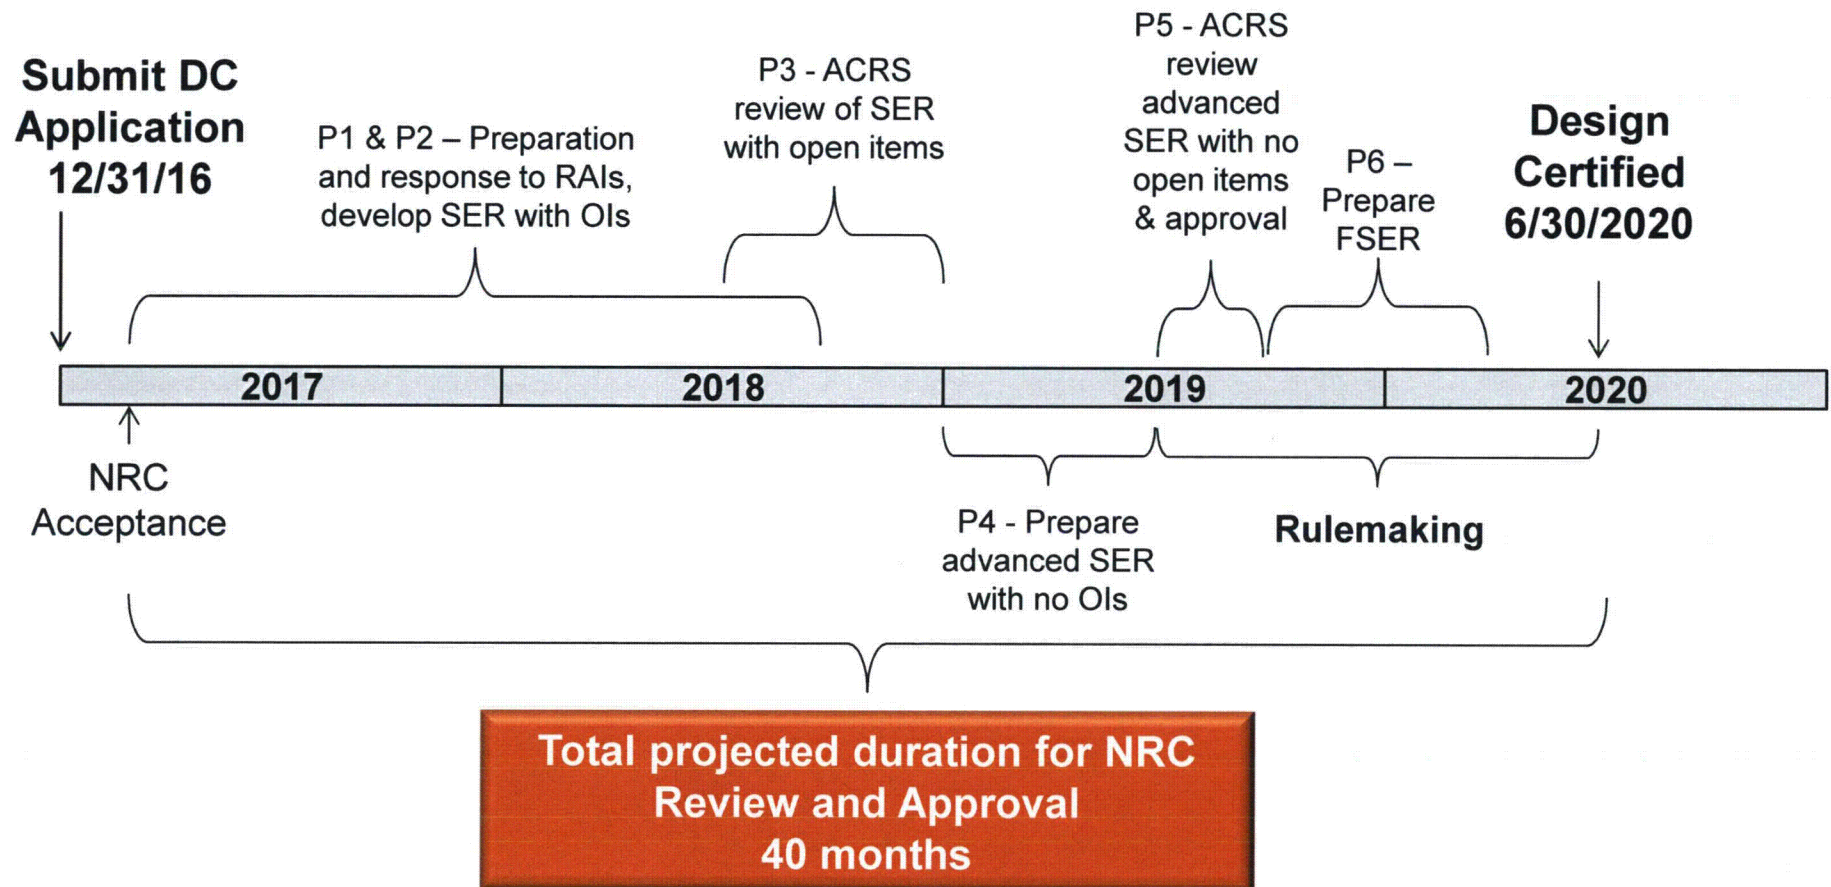 Submit DC
Application
12/31/16
P1 & P2 – Preparation
and response to RAIs,
develop SER with OIs
P3 - ACRS
review of SER
with open items
P5 - ACRS
review
advanced
SER with no
open items
& approval
P6 –
Prepare
FSER
Design
Certified
6/30/2020
2017
2018
2019
2020
NRC
Acceptance
P4 - Prepare
advanced SER
with no OIs
Rulemaking
Total projected duration for NRC
Review and Approval
40 months